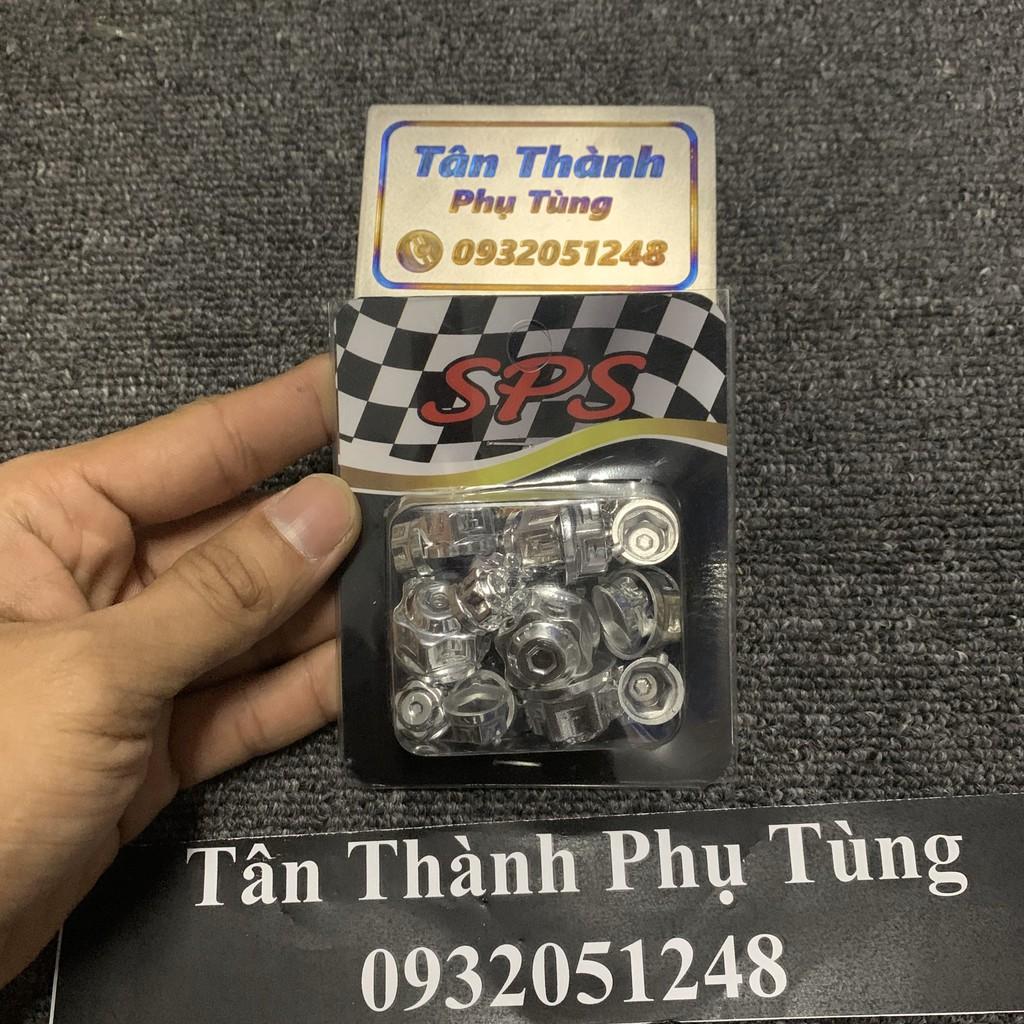 Tân Thành
Phụ Tùng
0932051248
SPS
Tân Thành Phụ Tùng
0932051248